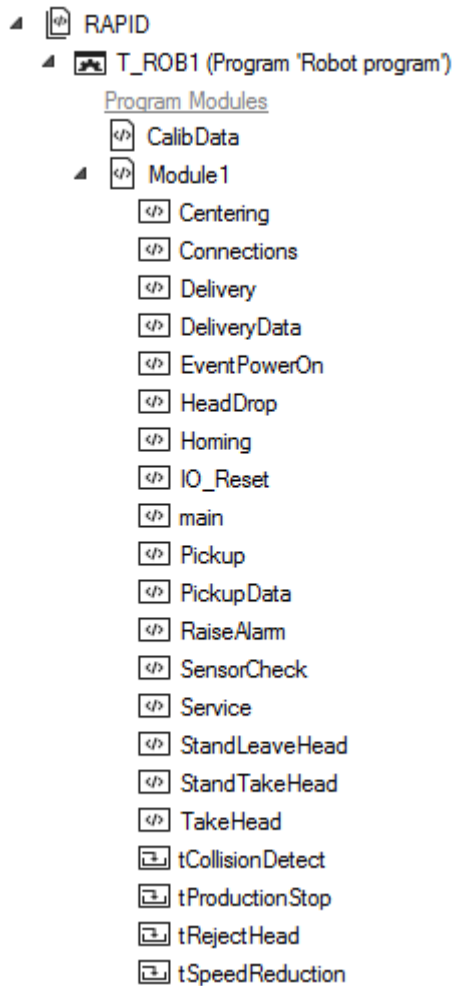 RAPID
T_ROB1 (Program 'Robot program')
Program Modules
CalibData
Module1
Centering
Connections
Delivery
DeliveryData
EventPowerOn
HeadDrop
Homing
IO_Reset
main
Pickup
PickupData
RaiseAlarm
SensorCheck
Service
StandLeaveHead
StandTakeHead
TakeHead
tCollisionDetect
tProductionStop
tRejectHead
tSpeedReduction